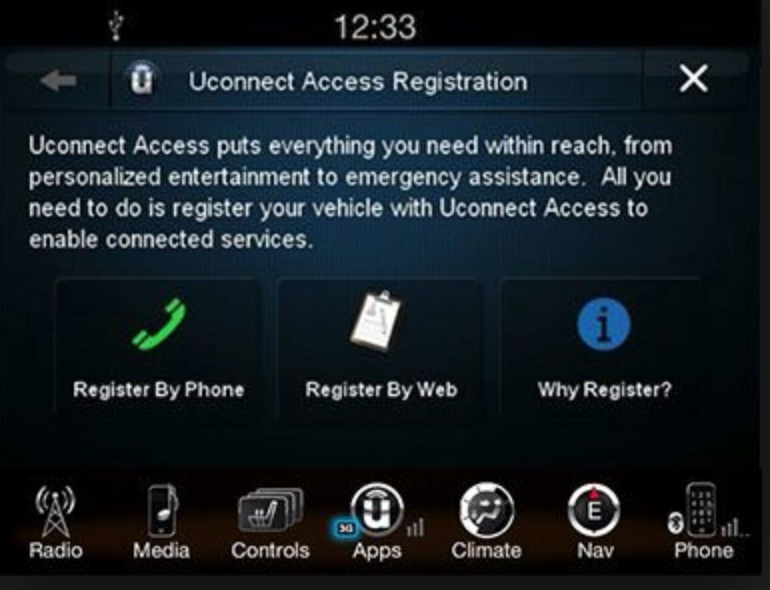 12:33
Uconnect Access Registration
Uconnect Access puts everything you need within reach, from
personalized entertainment to emergency assistance.  All you
need to do is register your vehicle with Uconnect Access to
enable connected services.
Register By Phone
Register By Web
Why Register?
3G
E
Radio
Media
Controls
Apps
Climate
Nav
Phone